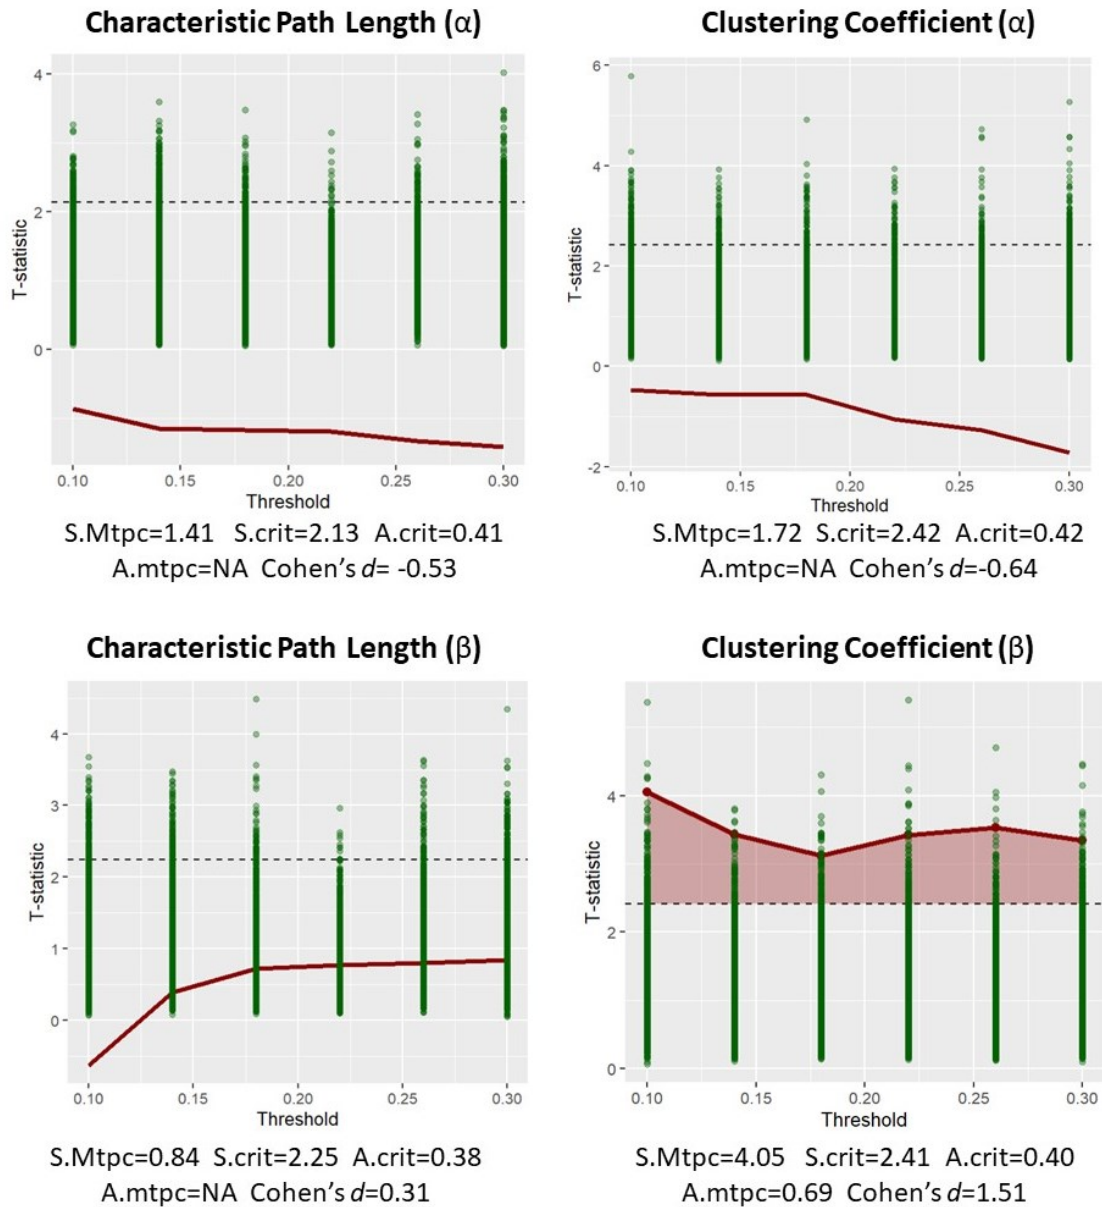 Characteristic Path Length (α)
T-statistic
4
2
0
0.10 0.15 0.20 0.25 0.30
Threshold
S.Mtpc=1.41 S.crit=2.13 A.crit=0.41
A.mtpc=NA Cohen's d= -0.53
Clustering Coefficient (α)
T-statistic
6
4
2
0
-2
0.10 0.15 0.20 0.25 0.30
Threshold
S.Mtpc=1.72 S.crit=2.42 A.crit=0.42
A.mtpc=NA Cohen's d=-0.64
Characteristic Path Length (β)
T-statistic
4
3
2
1
0
0.10 0.15 0.20 0.25 0.30
Threshold
S.Mtpc=0.84 S.crit=2.25 A.crit=0.38
A.mtpc=NA Cohen's d=0.31
Clustering Coefficient (β)
T-statistic
4
2
0
0.10 0.15 0.20 0.25 0.30
Threshold
S.Mtpc=4.05 S.crit=2.41 A.crit=0.40
A.mtpc=0.69 Cohen's d=1.51